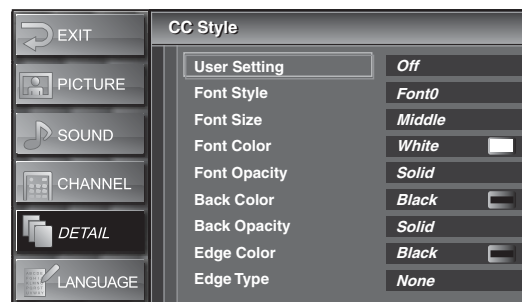 EXIT
PICTURE
SOUND
CHANNEL
DETAIL
LANGUAGE
CC Style
User Setting Off
Font Style Font0
Font Size Middle
Font Color White
Font Opacity Solid
Back Color Black
Back Opacity Solid
Edge Color Black
Edge Type None